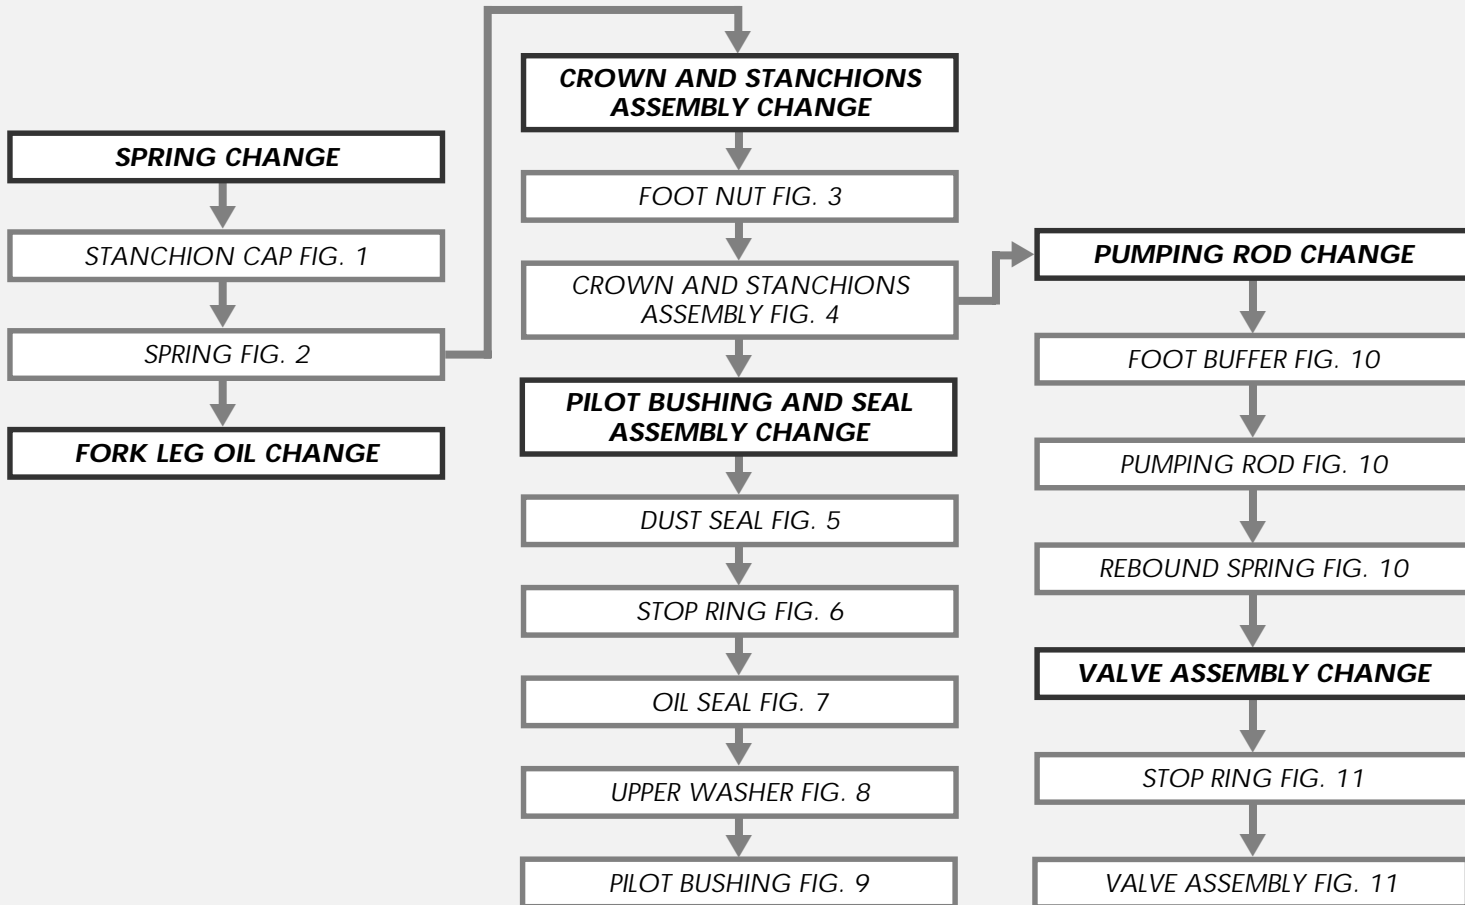 SPRING CHANGE
STANCHION CAP FIG. 1
SPRING FIG. 2
FORK LEG OIL CHANGE
CROWN AND STANCHIONS
ASSEMBLY CHANGE
FOOT NUT FIG. 3
CROWN AND STANCHIONS
ASSEMBLY FIG. 4
PILOT BUSHING AND SEAL
ASSEMBLY CHANGE
DUST SEAL FIG. 5
STOP RING FIG. 6
OIL SEAL FIG. 7
UPPER WASHER FIG. 8
PILOT BUSHING FIG. 9
PUMPING ROD CHANGE
FOOT BUFFER FIG. 10
PUMPING ROD FIG. 10
REBOUND SPRING FIG. 10
VALVE ASSEMBLY CHANGE
STOP RING FIG. 11
VALVE ASSEMBLY FIG. 11